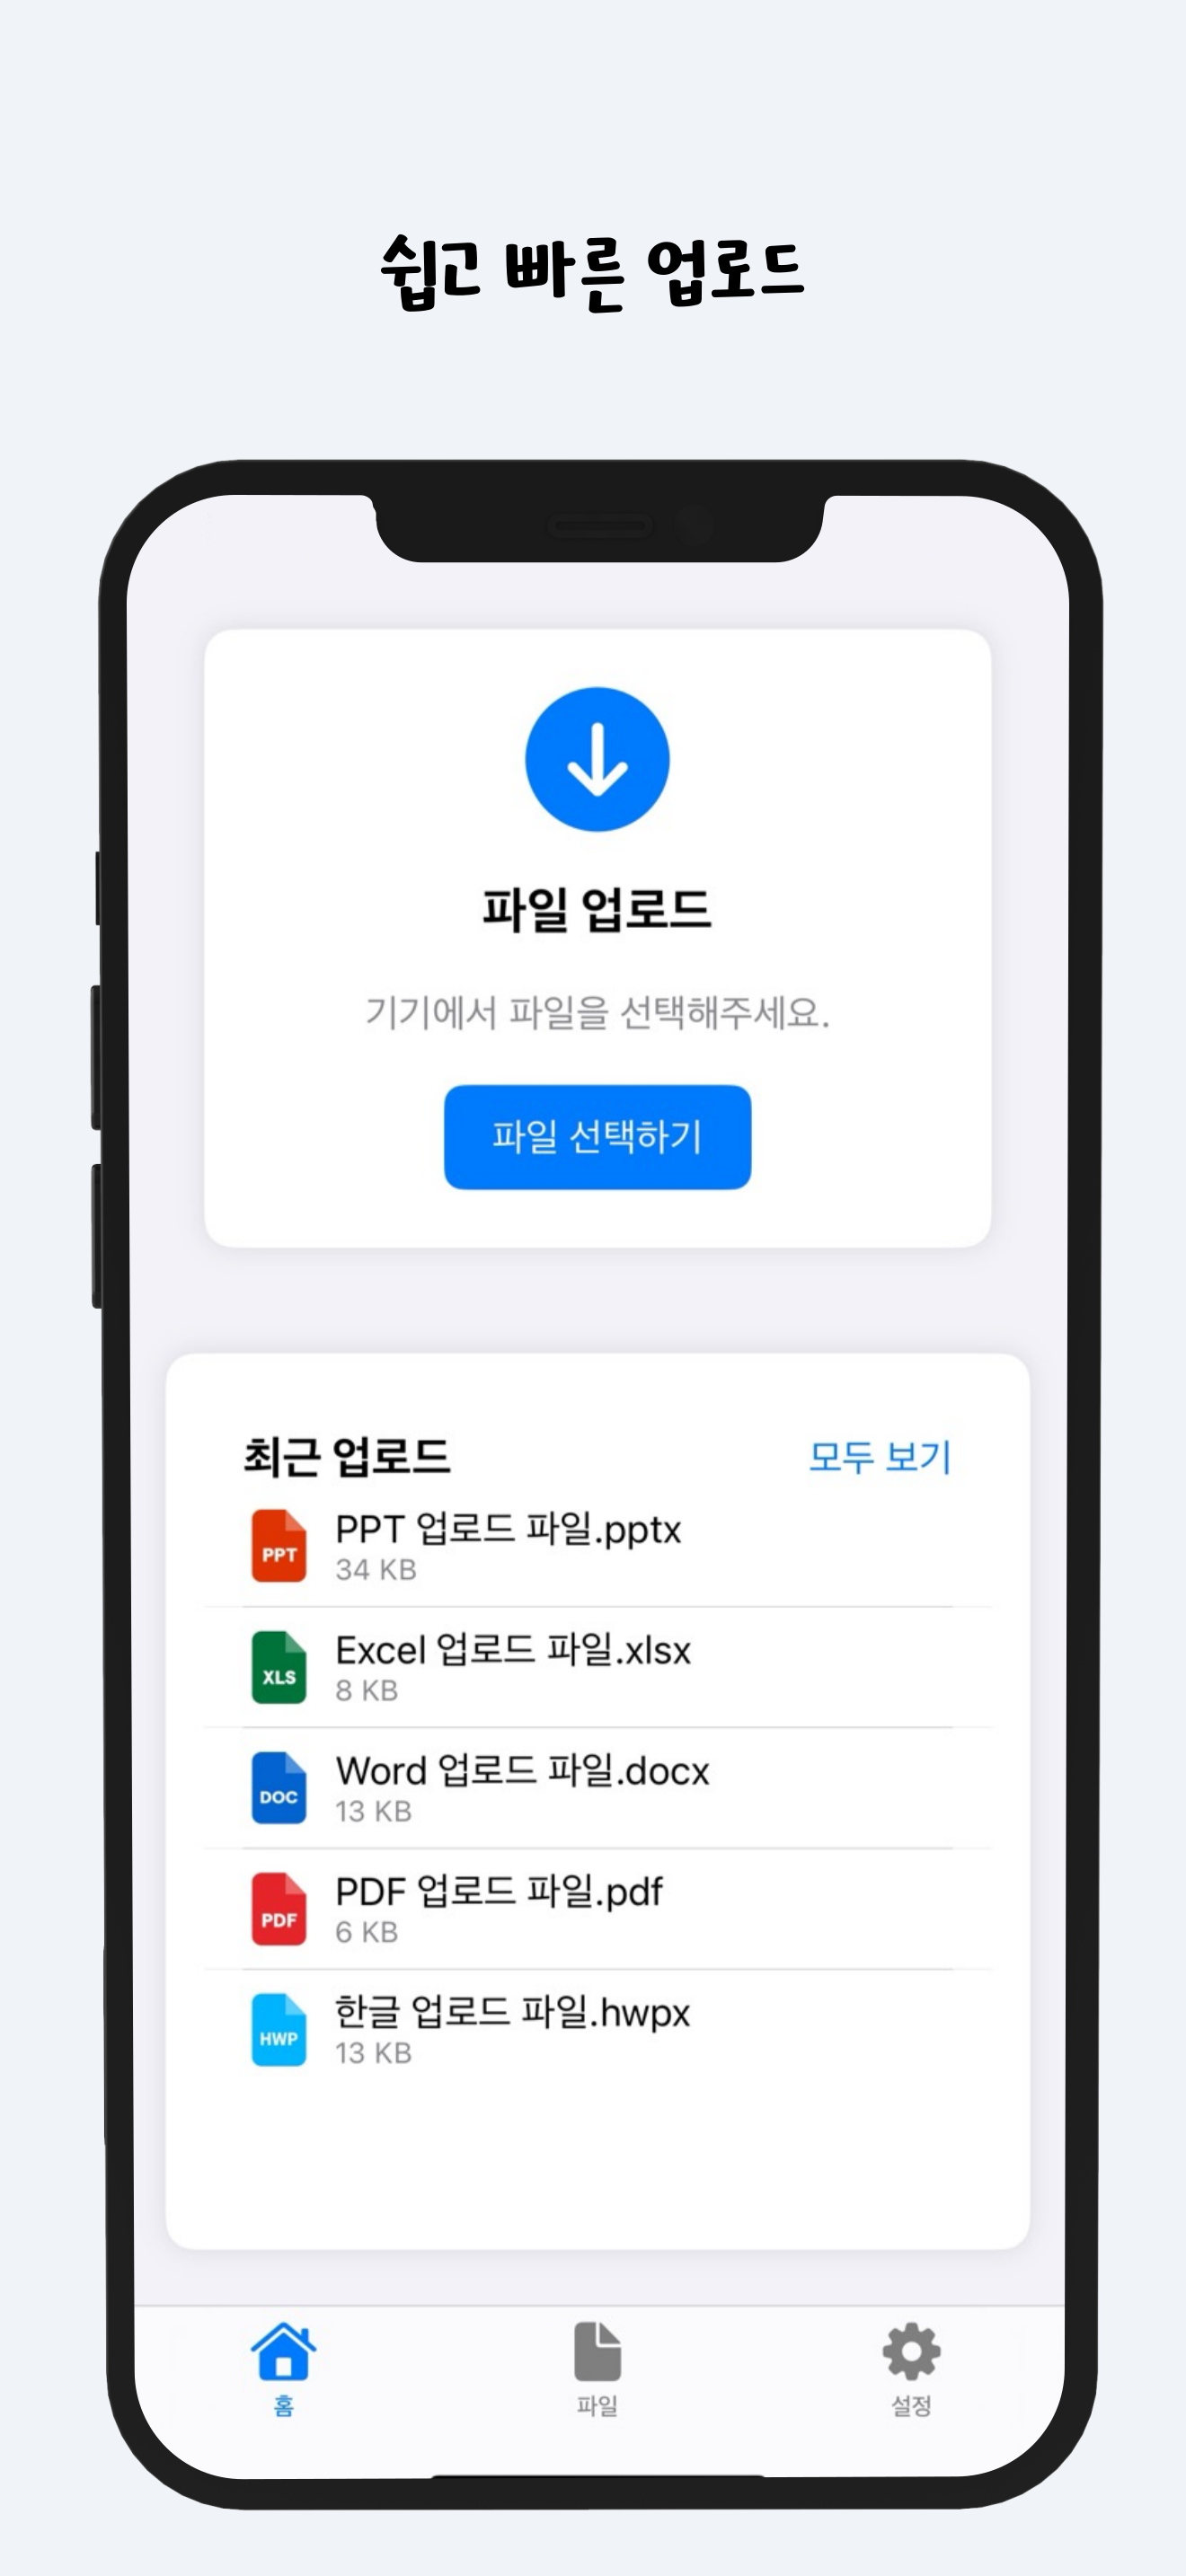 쉽고 빠른 업로드
파일 업로드
기기에서 파일을 선택해주세요.
파일 선택하기
최근 업로드 모두 보기
PPT PPT 업로드 파일.pptx
34 KB
XLS Excel 업로드 파일.xlsx
8 KB
DOC Word 업로드 파일.docx
13 KB
PDF PDF 업로드 파일.pdf
6 KB
HWP 한글 업로드 파일.hwpx
13 KB
홈 파일 설정